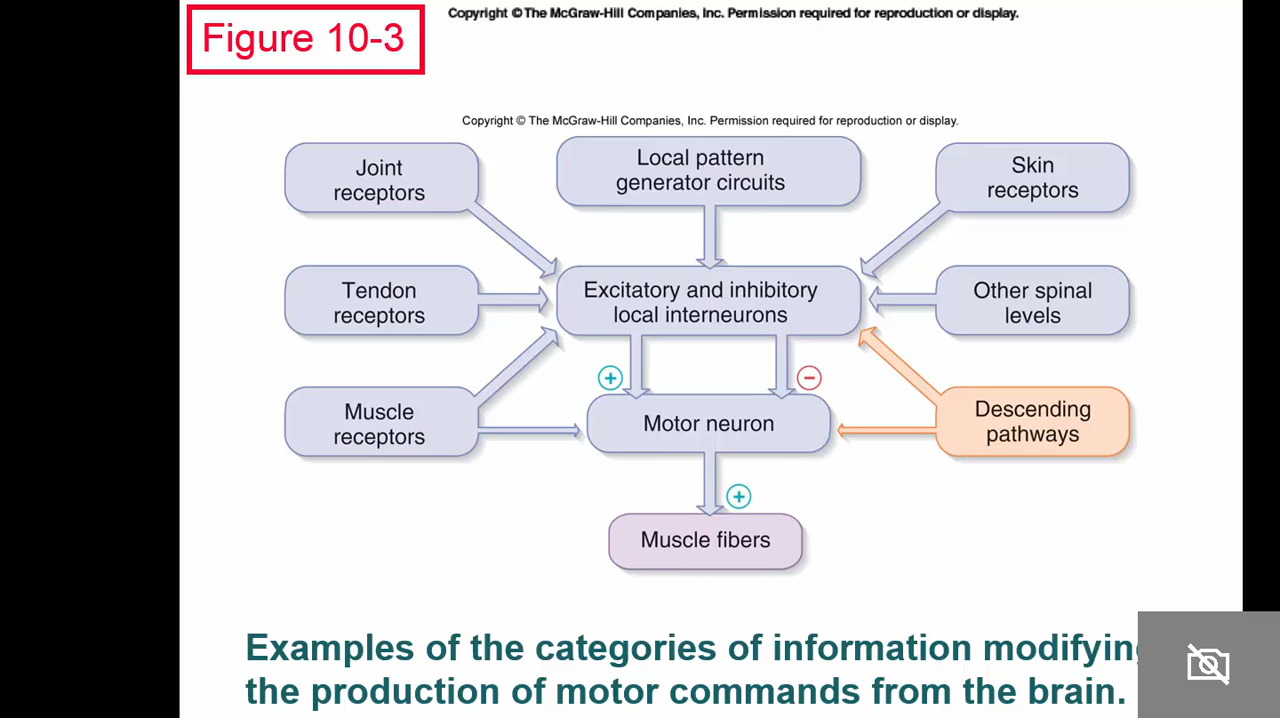 Copyright © The McGraw-Hill Companies, Inc. Permission required for reproduction or display.
Figure 10-3
Copyright © The McGraw-Hill Companies, Inc. Permission required for reproduction or display.
Joint
receptors
Local pattern
generator circuits
Skin
receptors
Tendon
receptors
Excitatory and inhibitory
local interneurons
Other spinal
levels
+
−
Muscle
receptors
Motor neuron
Descending
pathways
+
Muscle fibers
Examples of the categories of information modifying
the production of motor commands from the brain.